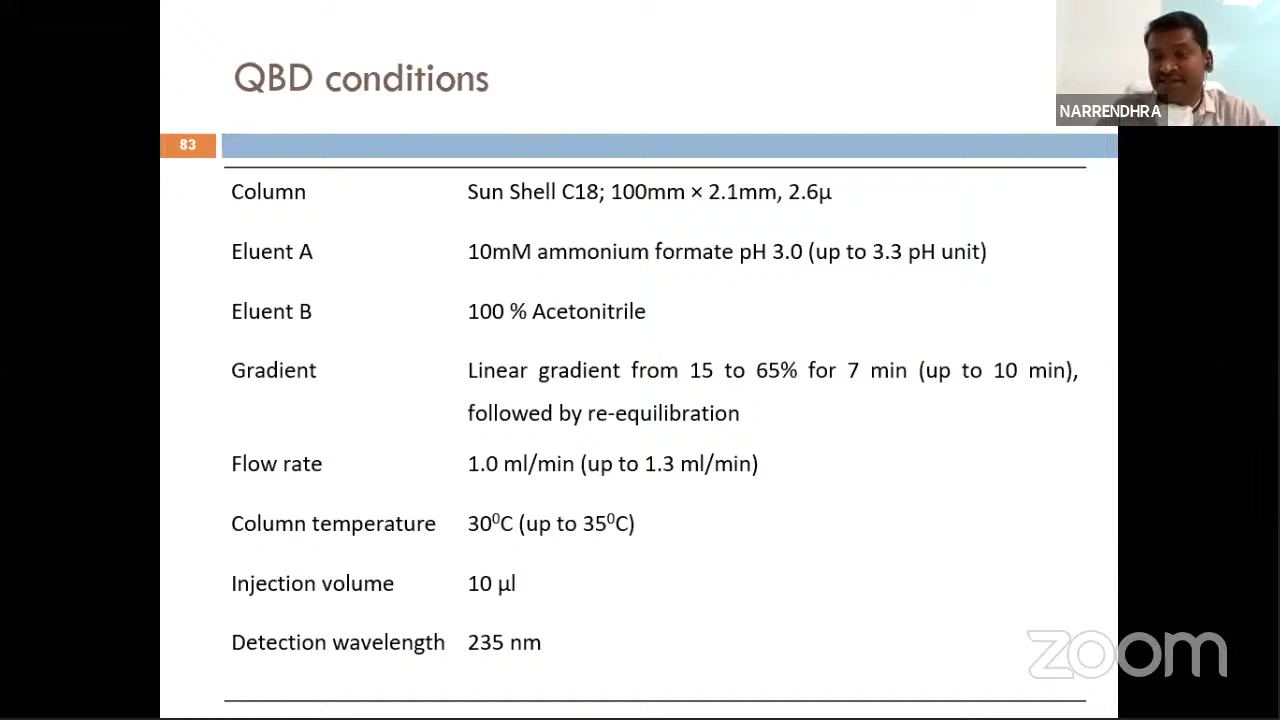 QBD conditions
NARRENDHRA
83
Column Sun Shell C18; 100mm × 2.1mm, 2.6µ
Eluent A 10mM ammonium formate pH 3.0 (up to 3.3 pH unit)
Eluent B 100 % Acetonitrile
Gradient Linear gradient from 15 to 65% for 7 min (up to 10 min),
followed by re-equilibration
Flow rate 1.0 ml/min (up to 1.3 ml/min)
Column temperature 30⁰C (up to 35⁰C)
Injection volume 10 µl
Detection wavelength 235 nm
zoom